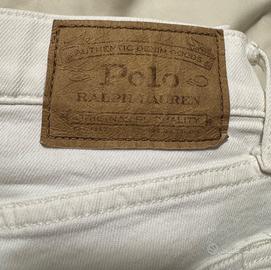 AUTHENTIC DENIM GOODS
Polo
RALPH LAUREN
ORIGINAL QUALITY